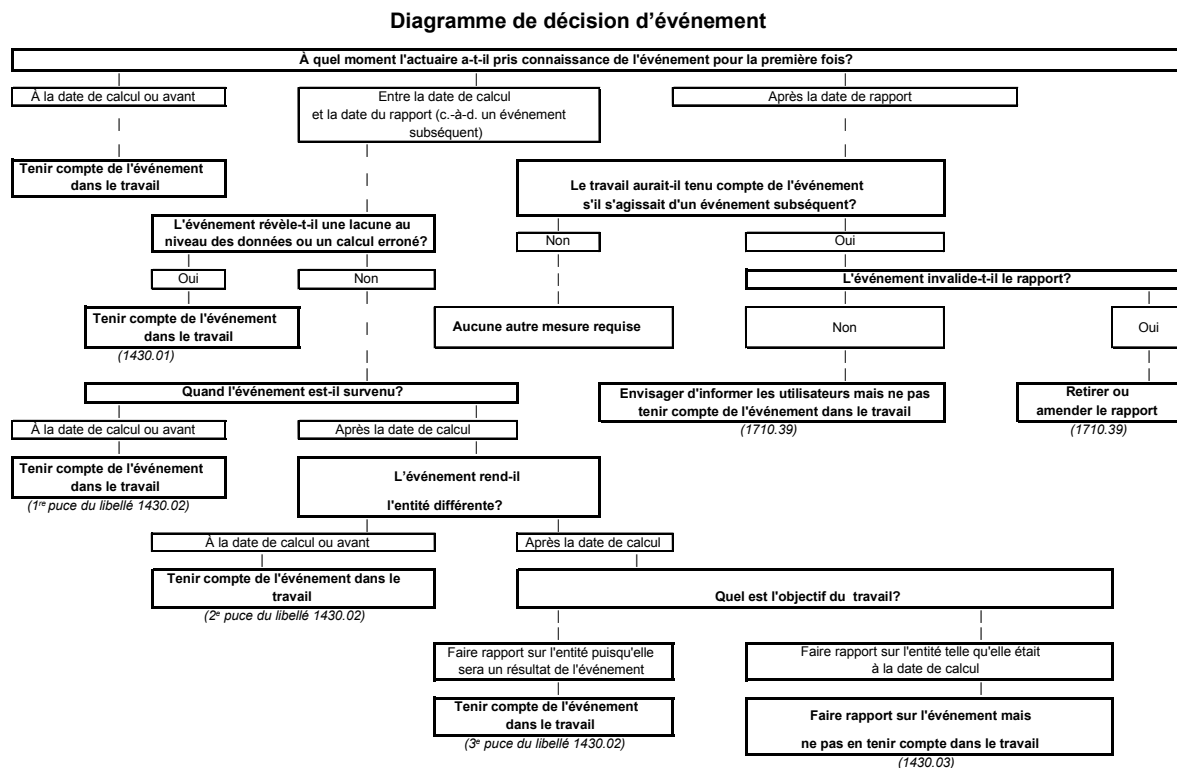 Diagramme de décision d'événement
À quel moment l'actuaire a-t-il pris connaissance de l'événement pour la première fois?
À la date de calcul ou avant
Entre la date de calcul
et la date du rapport (c.-à-d. un événement
subséquent)
Après la date de rapport
Tenir compte de l'événement
dans le travail
Le travail aurait-il tenu compte de l'événement
s'il s'agissait d'un événement subséquent?
L'événement révèle-t-il une lacune au
niveau des données ou un calcul erroné?
Non
Oui
Oui
Non
L'événement invalide-t-il le rapport?
Tenir compte de l'événement
dans le travail
(1430.01)
Aucune autre mesure requise
Non
Oui
Quand l'événement est-il survenu?
Envisager d'informer les utilisateurs mais ne pas
tenir compte de l'événement dans le travail
(1710.39)
Retirer ou
amender le rapport
(1710.39)
À la date de calcul ou avant
Après la date de calcul
Tenir compte de l'événement
dans le travail
(1re puce du libellé 1430.02)
L'événement rend-il
l'entité différente?
À la date de calcul ou avant
Après la date de calcul
Tenir compte de l'événement dans le
travail
(2e puce du libellé 1430.02)
Quel est l'objectif du travail?
Faire rapport sur l'entité puisqu'elle
sera un résultat de l'événement
Faire rapport sur l'entité telle qu'elle était
à la date de calcul
Tenir compte de l'événement
dans le travail
(3e puce du libellé 1430.02)
Faire rapport sur l'événement mais
ne pas en tenir compte dans le travail
(1430.03)